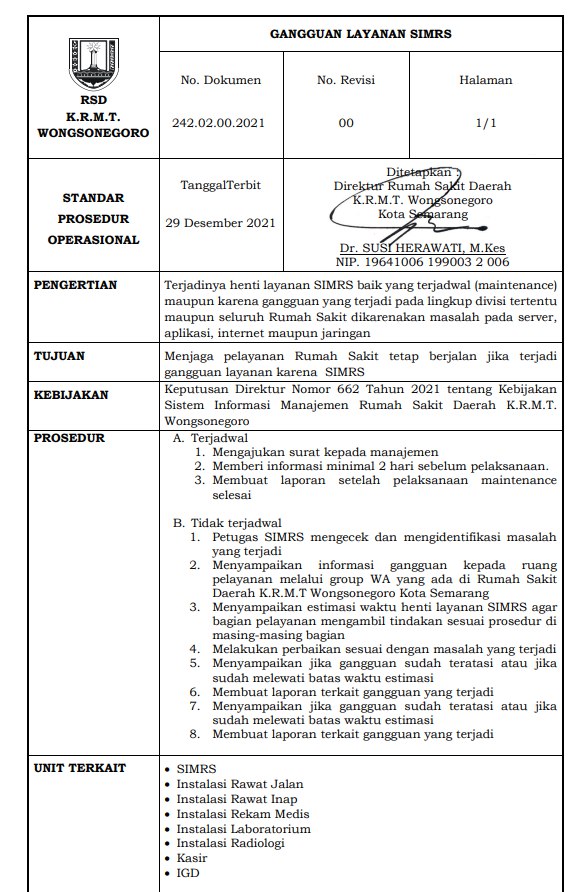 GANGGUAN LAYANAN SIMRS
RSD
K.R.M.T.
WONGSONEGORO
No. Dokumen
242.02.00.2021
No. Revisi
00
Halaman
1/1
STANDAR
PROSEDUR
OPERASIONAL
TanggalTerbit
29 Desember 2021
Ditetapkan :
Direktur Rumah Sakit Daerah
K.R.M.T. Wongsonegoro
Kota Semarang
Dr. SUSI HERAWATI, M.Kes
NIP. 19641006 199003 2 006
PENGERTIAN
Terjadinya henti layanan SIMRS baik yang terjadwal (maintenance)
maupun karena gangguan yang terjadi pada lingkup divisi tertentu
maupun seluruh Rumah Sakit dikarenakan masalah pada server,
aplikasi, internet maupun jaringan
TUJUAN
Menjaga pelayanan Rumah Sakit tetap berjalan jika terjadi
gangguan layanan karena SIMRS
KEBIJAKAN
Keputusan Direktur Nomor 662 Tahun 2021 tentang Kebijakan
Sistem Informasi Manajemen Rumah Sakit Daerah K.R.M.T.
Wongsonegoro
PROSEDUR
A. Terjadwal
1. Mengajukan surat kepada manajemen
2. Memberi informasi minimal 2 hari sebelum pelaksanaan.
3. Membuat laporan setelah pelaksanaan maintenance
selesai
B. Tidak terjadwal
1. Petugas SIMRS mengecek dan mengidentifikasi masalah
yang terjadi
2. Menyampaikan informasi gangguan kepada ruang
pelayanan melalui group WA yang ada di Rumah Sakit
Daerah K.R.M.T Wongsonegoro Kota Semarang
3. Menyampaikan estimasi waktu henti layanan SIMRS agar
bagian pelayanan mengambil tindakan sesuai prosedur di
masing-masing bagian
4. Melakukan perbaikan sesuai dengan masalah yang terjadi
5. Menyampaikan jika gangguan sudah teratasi atau jika
sudah melewati batas waktu estimasi
6. Membuat laporan terkait gangguan yang terjadi
7. Menyampaikan jika gangguan sudah teratasi atau jika
sudah melewati batas waktu estimasi
8. Membuat laporan terkait gangguan yang terjadi
UNIT TERKAIT
• SIMRS
• Instalasi Rawat Jalan
• Instalasi Rawat Inap
• Instalasi Rekam Medis
• Instalasi Laboratorium
• Instalasi Radiologi
• Kasir
• IGD